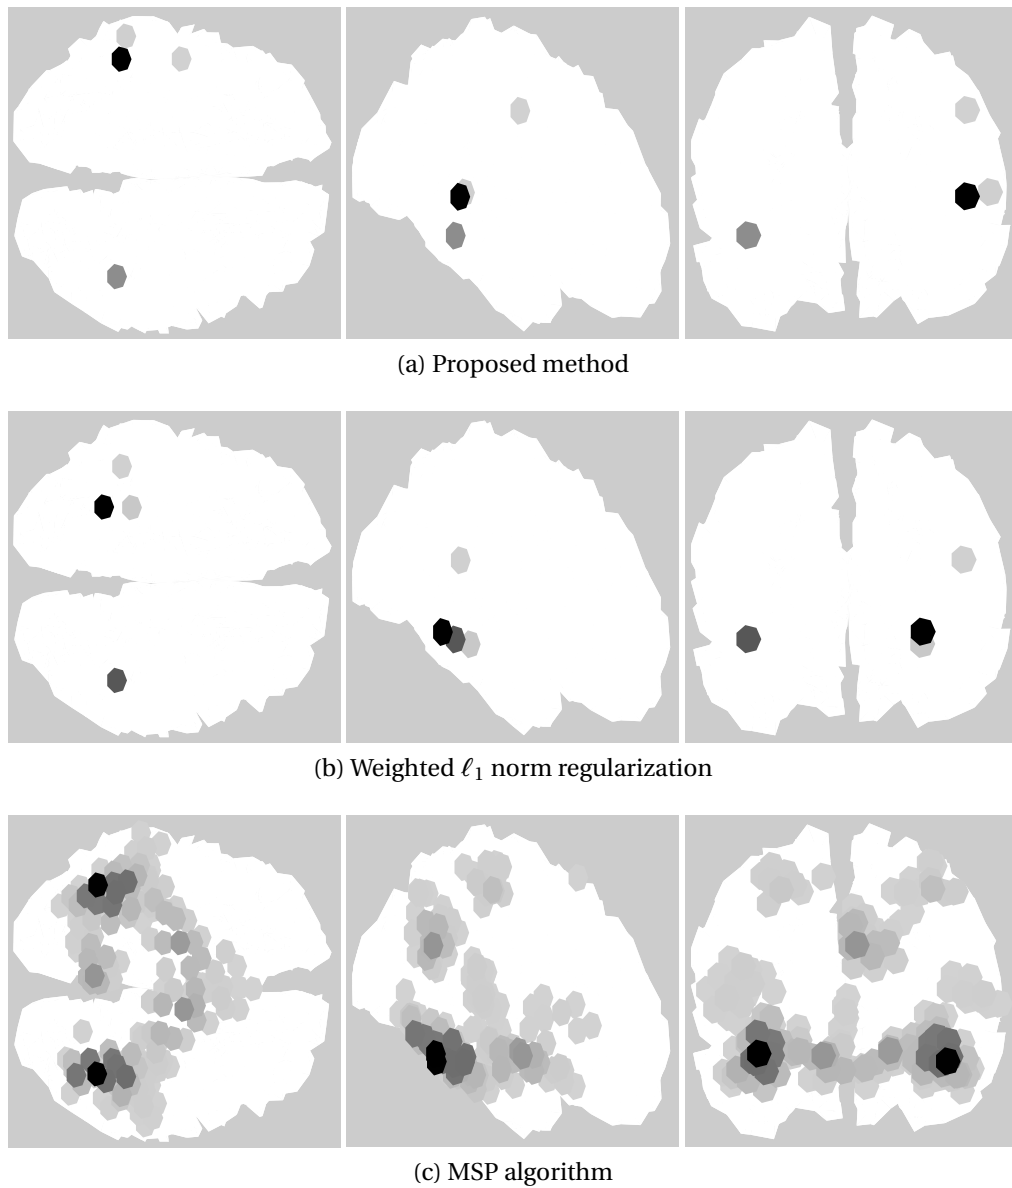 (a) Proposed method
(b) Weighted ℓ1 norm regularization
(c) MSP algorithm